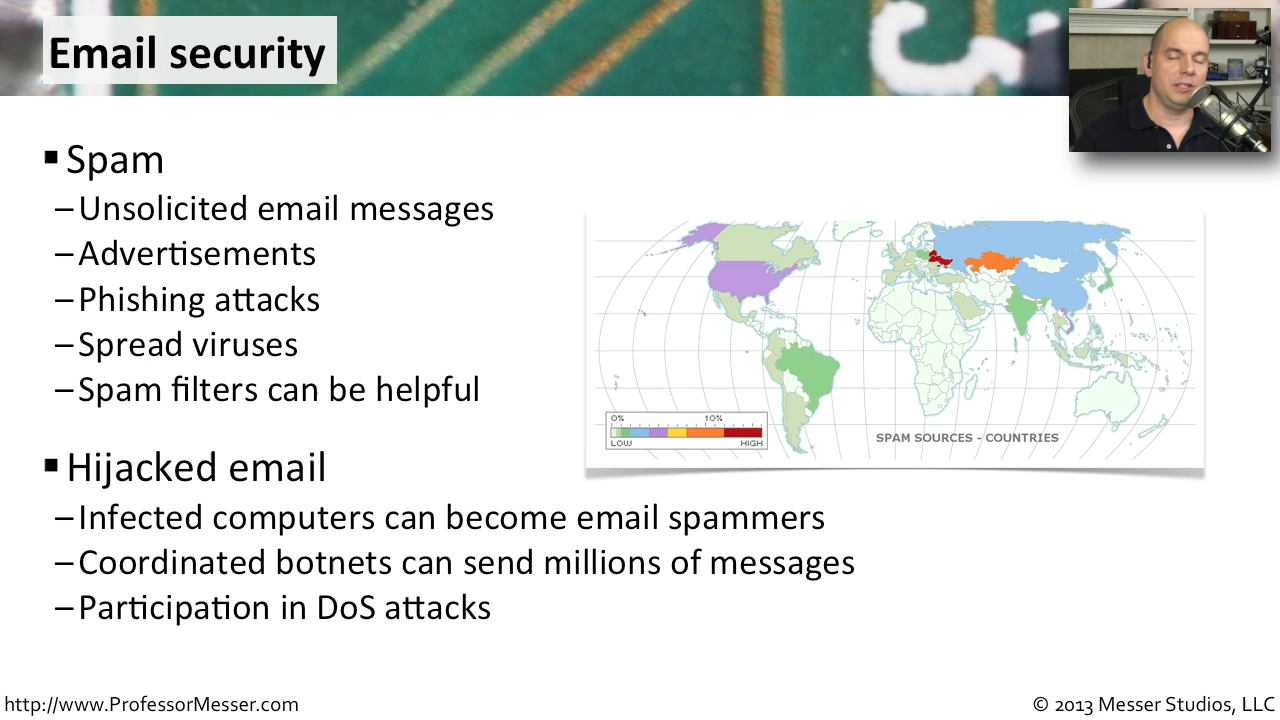 Email security
▪ Spam
–Unsolicited email messages
–Advertisements
–Phishing attacks
–Spread viruses
–Spam filters can be helpful
0% 10%
LOW HIGH
SPAM SOURCES - COUNTRIES
▪ Hijacked email
–Infected computers can become email spammers
–Coordinated botnets can send millions of messages
–Participation in DoS attacks
http://www.ProfessorMesser.com
© 2013 Messer Studios, LLC